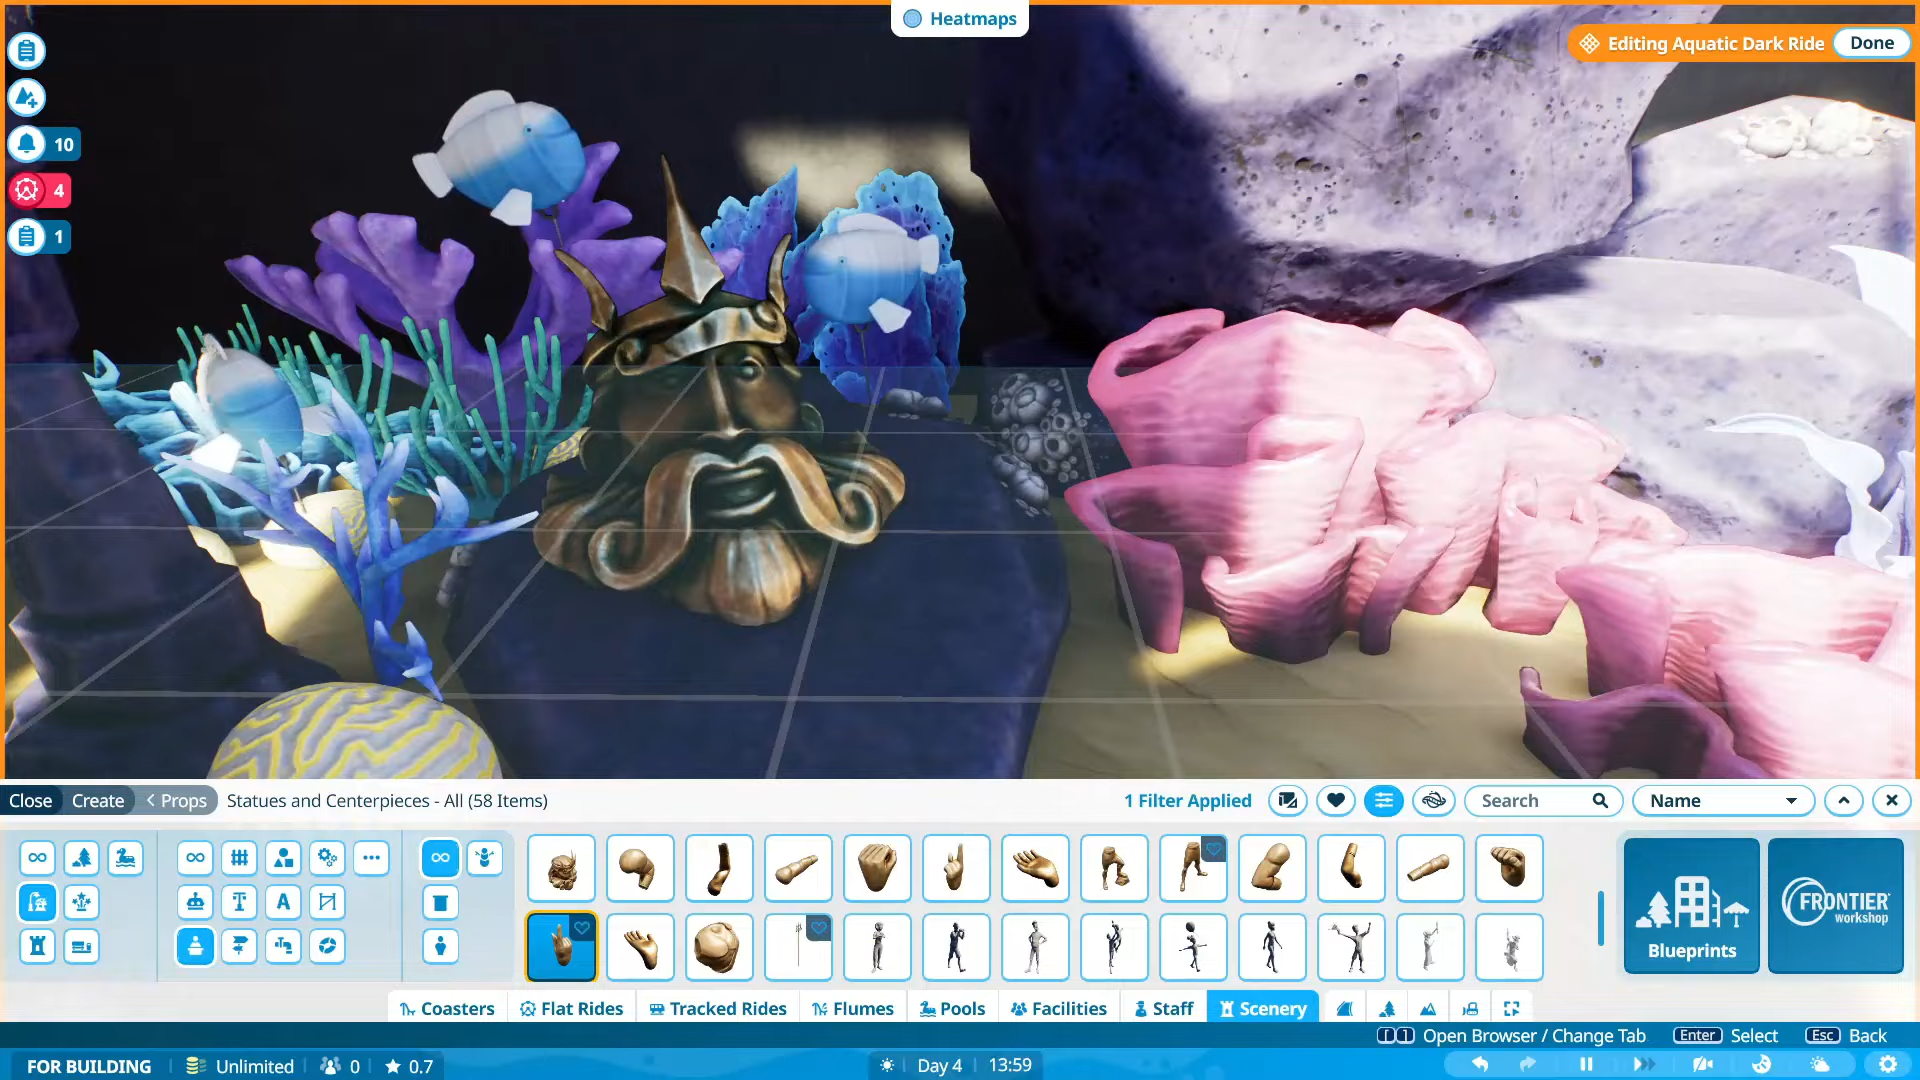 Heatmaps
Editing Aquatic Dark Ride
Done
10
4
1
Close
Create
Props
Statues and Centerpieces - All (58 Items)
1 Filter Applied
Search
Name
Blueprints
FRONTIER
workshop
Coasters
Flat Rides
Tracked Rides
Flumes
Pools
Facilities
Staff
Scenery
[ ] Open Browser / Change Tab
Enter Select
Esc Back
FOR BUILDING
Unlimited
0
0.7
Day 4
13:59